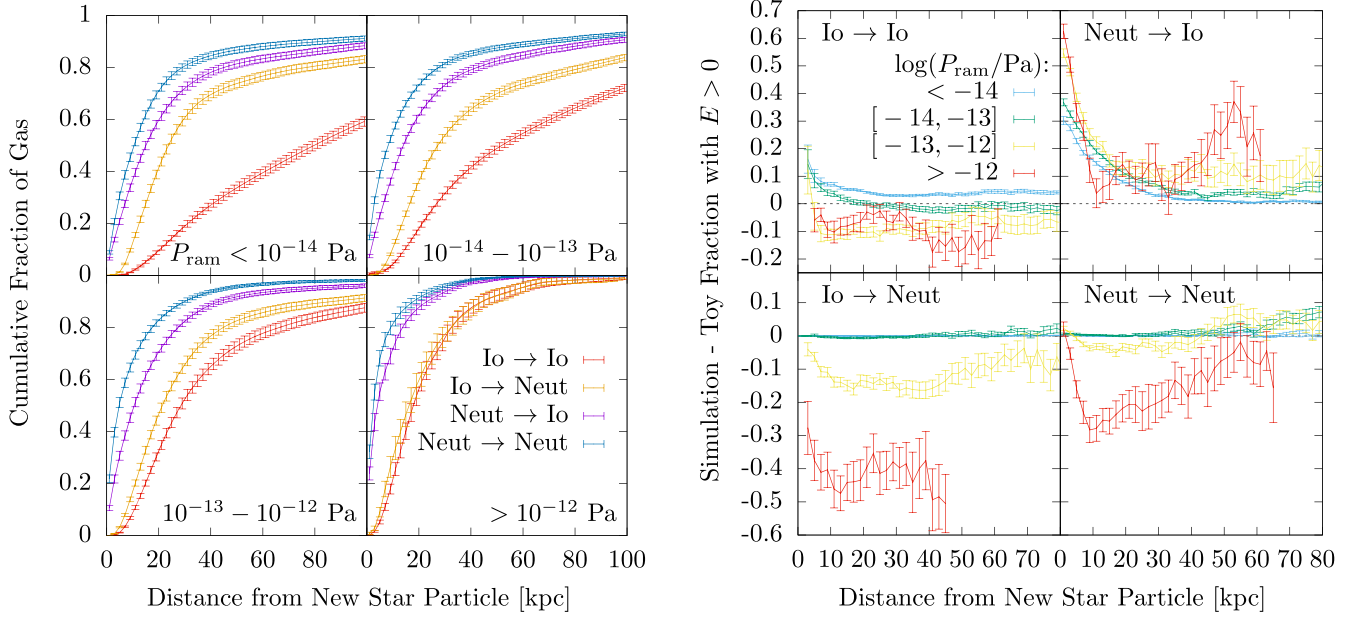 Cumulative Fraction of Gas
1
0.8
0.6
0.4
0.2
0
P_ram < 10^−14 Pa
10^−14 − 10^−13 Pa
0.8
0.6
0.4
0.2
0
Io → Io
Io → Neut
Neut → Io
Neut → Neut
10^−13 − 10^−12 Pa
> 10^−12 Pa
0 20 40 60 80 0 20 40 60 80 100
Distance from New Star Particle [kpc]
Simulation - Toy Fraction with E > 0
0.7
0.6
0.5
0.4
0.3
0.2
0.1
0
-0.1
-0.2
Io → Io
Neut → Io
log(P_ram/Pa):
< −14
[ − 14, −13]
[ − 13, −12]
> −12
0.1
0
-0.1
-0.2
-0.3
-0.4
-0.5
-0.6
Io → Neut
Neut → Neut
0 10 20 30 40 50 60 70 0 10 20 30 40 50 60 70 80
Distance from New Star Particle [kpc]